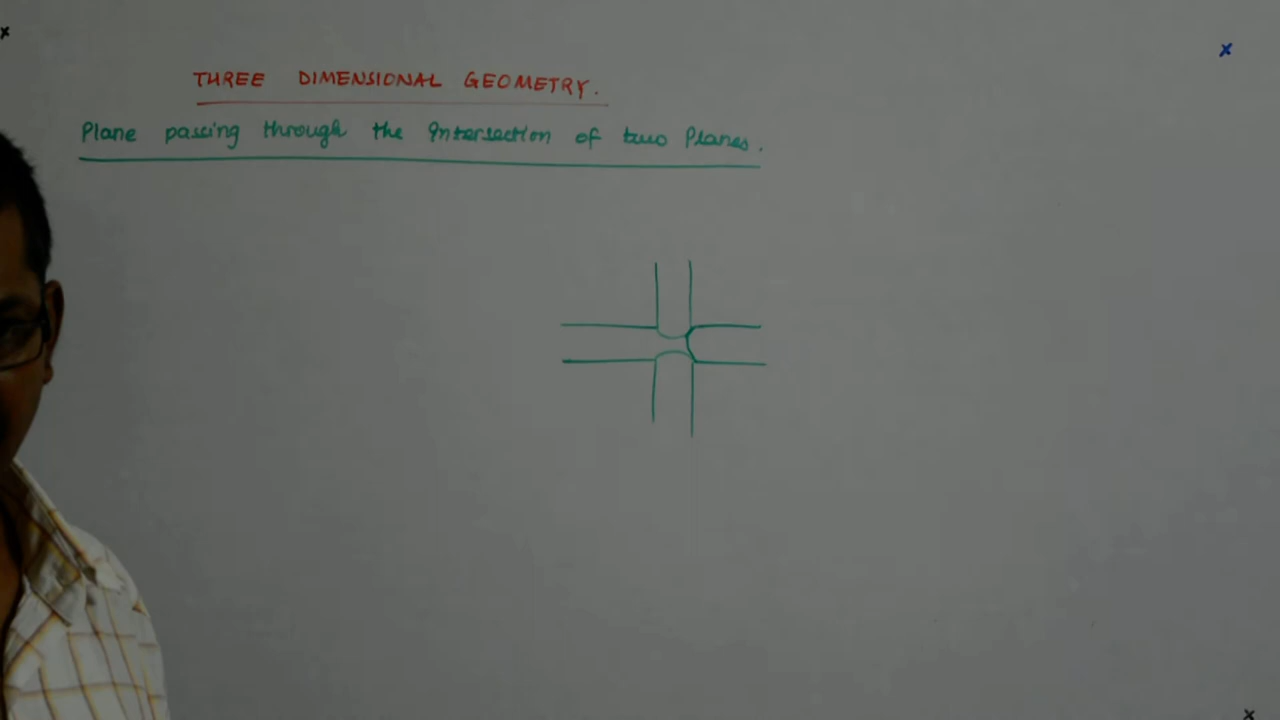 THREE DIMENSIONAL GEOMETRY.
Plane passing through the Intersection of two Planes.